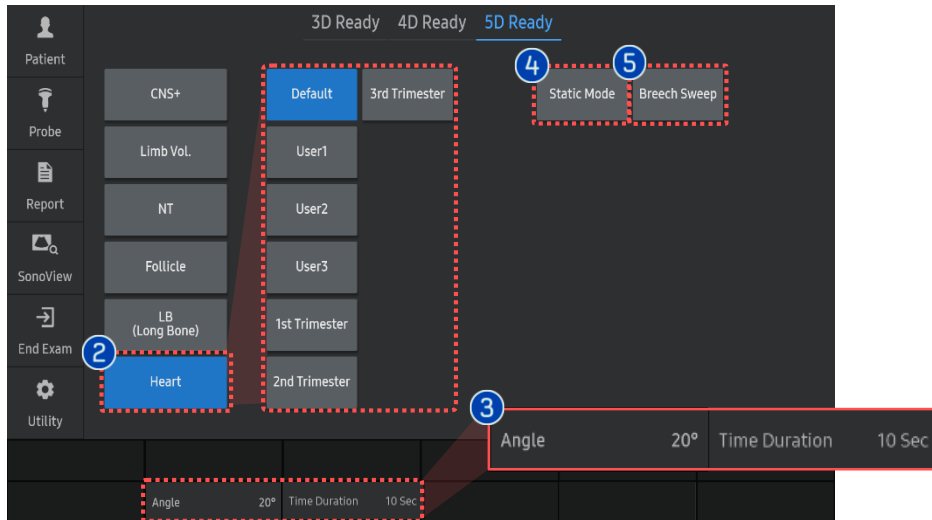 3D Ready 4D Ready 5D Ready
Patient
Probe
Report
SonoView
End Exam
Utility
CNS+
Limb Vol.
NT
Follicle
LB
(Long Bone)
2
Heart
Default 3rd Trimester
User1
User2
User3
1st Trimester
2nd Trimester
4 5
Static Mode Breech Sweep
3
Angle 20° Time Duration 10 Sec
Angle 20° Time Duration 10 Sec